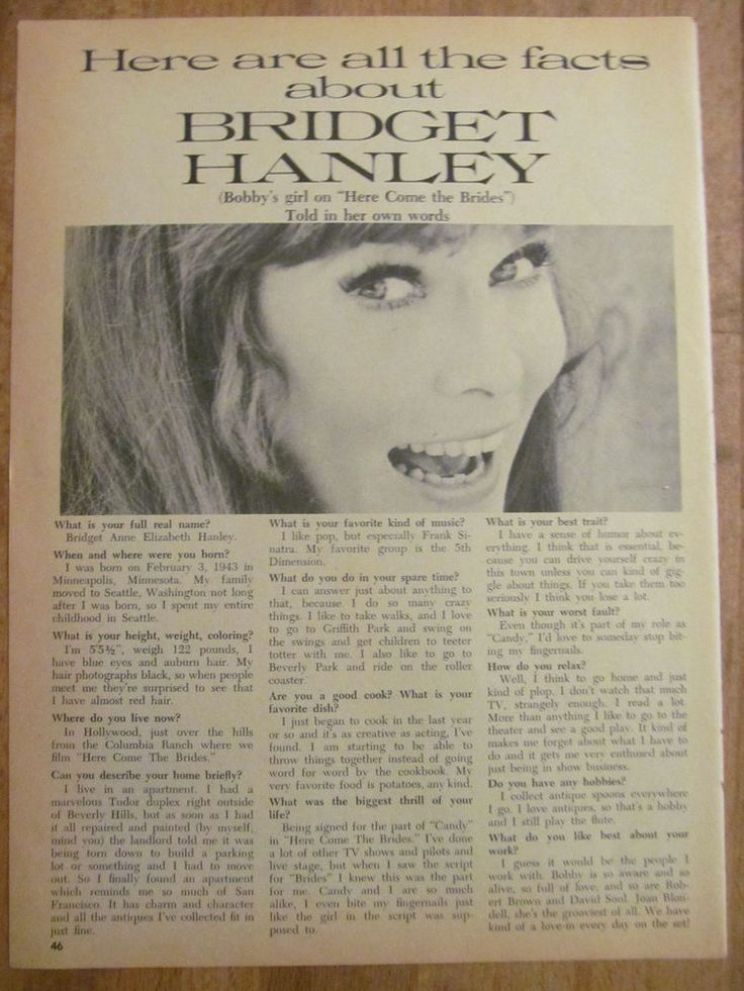 Here are all the facts
about
BRIDGET
HANLEY
(Bobby's girl on "Here Come the Brides")
Told in her own words
What is your full real name?
Bridget Anne Elizabeth Hanley.
When and where were you born?
I was born on February 3, 1943 in
Minneapolis, Minnesota. My family
moved to Seattle, Washington not long
after I was born, so I spent my entire
childhood in Seattle.
What is your height, weight, coloring?
I'm 5'5½", weigh 122 pounds, I
have blue eyes and auburn hair. My
hair photographs black, so when people
meet me they're surprised to see that
I have almost red hair.
Where do you live now?
In Hollywood, just over the hills
from the Columbia Ranch where we
film "Here Come The Brides."
Can you describe your home briefly?
I live in an apartment. I had a
marvelous Tudor duplex right outside
of Beverly Hills, but as soon as I had
it all repaired and painted (by myself,
mind you) the landlord told me it was
being torn down to build a parking
lot or something and I had to move
out. So I finally found an apartment
which reminds me so much of San
Francisco. It has charm and character
and all the antiques I've collected fit in
just fine.
46
What is your favorite kind of music?
I like pop, but especially Frank Si-
natra. My favorite group is the 5th
Dimension.
What do you do in your spare time?
I can answer just about anything to
that, because I do so many crazy
things. I like to take walks, and I love
to go to Griffith Park and swing on
the swings and get children to teeter
totter with me. I also like to go to
Beverly Park and ride on the roller
coaster.
Are you a good cook? What is your
favorite dish?
I just began to cook in the last year
or so and it's as creative as acting, I've
found. I am starting to be able to
throw things together instead of going
word for word by the cookbook. My
very favorite food is potatoes, any kind.
What was the biggest thrill of your
life?
Being signed for the part of "Candy"
in "Here Come The Brides." I've done
a lot of other TV shows and pilots and
live stage, but when I saw the script
for "Brides" I knew this was the part
for me. Candy and I are so much
alike, I even bite my fingernails just
like the girl in the script was sup-
posed to.
What is your best trait?
I have a sense of humor about ev-
erything. I think that is essential, be-
cause you can drive yourself crazy in
this town unless you can kind of gig-
gle about things. If you take them too
seriously I think you lose a lot.
What is your worst fault?
Even though it's part of my role as
"Candy," I'd love to someday stop bit-
ing my fingernails.
How do you relax?
Well, I think to go home and just
kind of plop. I don't watch that much
TV, strangely enough. I read a lot.
More than anything I like to go to the
theater and see a good play. It kind of
makes me forget about what I have to
do and it gets me very enthused about
just being in show business.
Do you have any hobbies?
I collect antique spoons everywhere
I go. I love antiques, so that's a hobby
and I still play the flute.
What do you like best about your
work?
I guess it would be the people I
work with. Bobby is so aware and so
alive, so full of love, and so are Rob-
ert Brown and David Soul. Joan Blon-
dell, she's the grooviest of all. We have
kind of a love-in every day on the set!